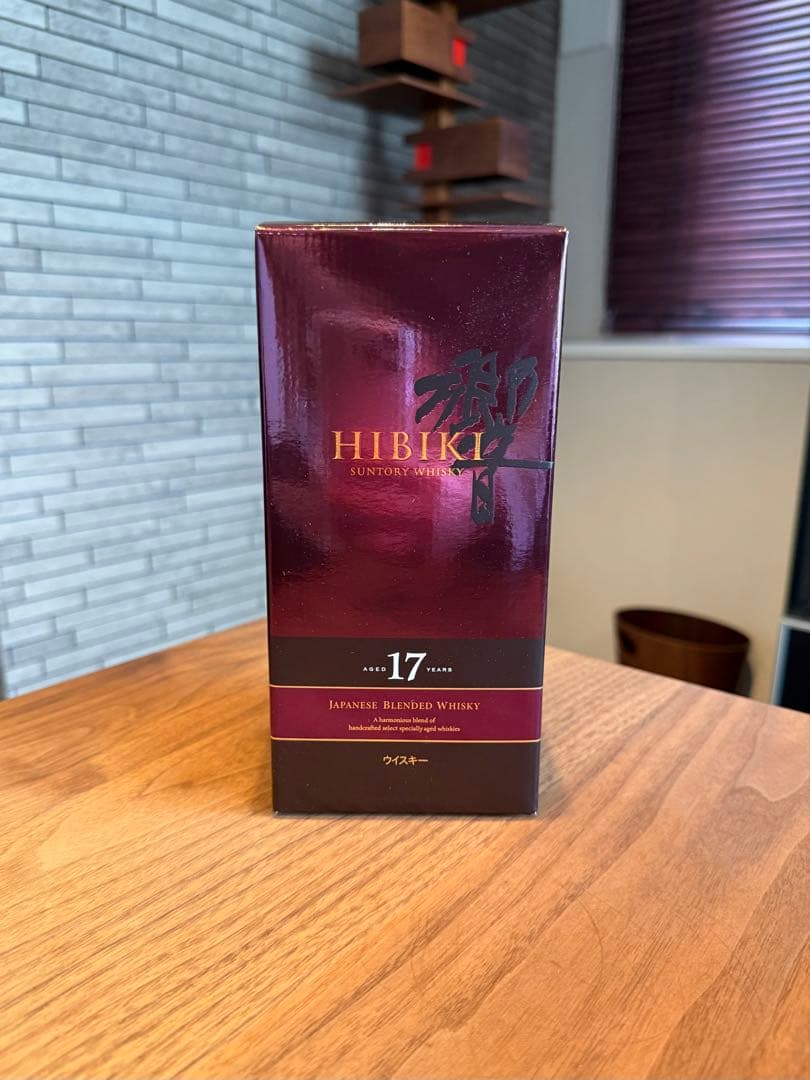 響
HIBIKI
SUNTORY WHISKY
AGED 17 YEARS
JAPANESE BLENDED WHISKY
A harmonious blend of
handcrafted select specially aged whiskies
ウイスキー